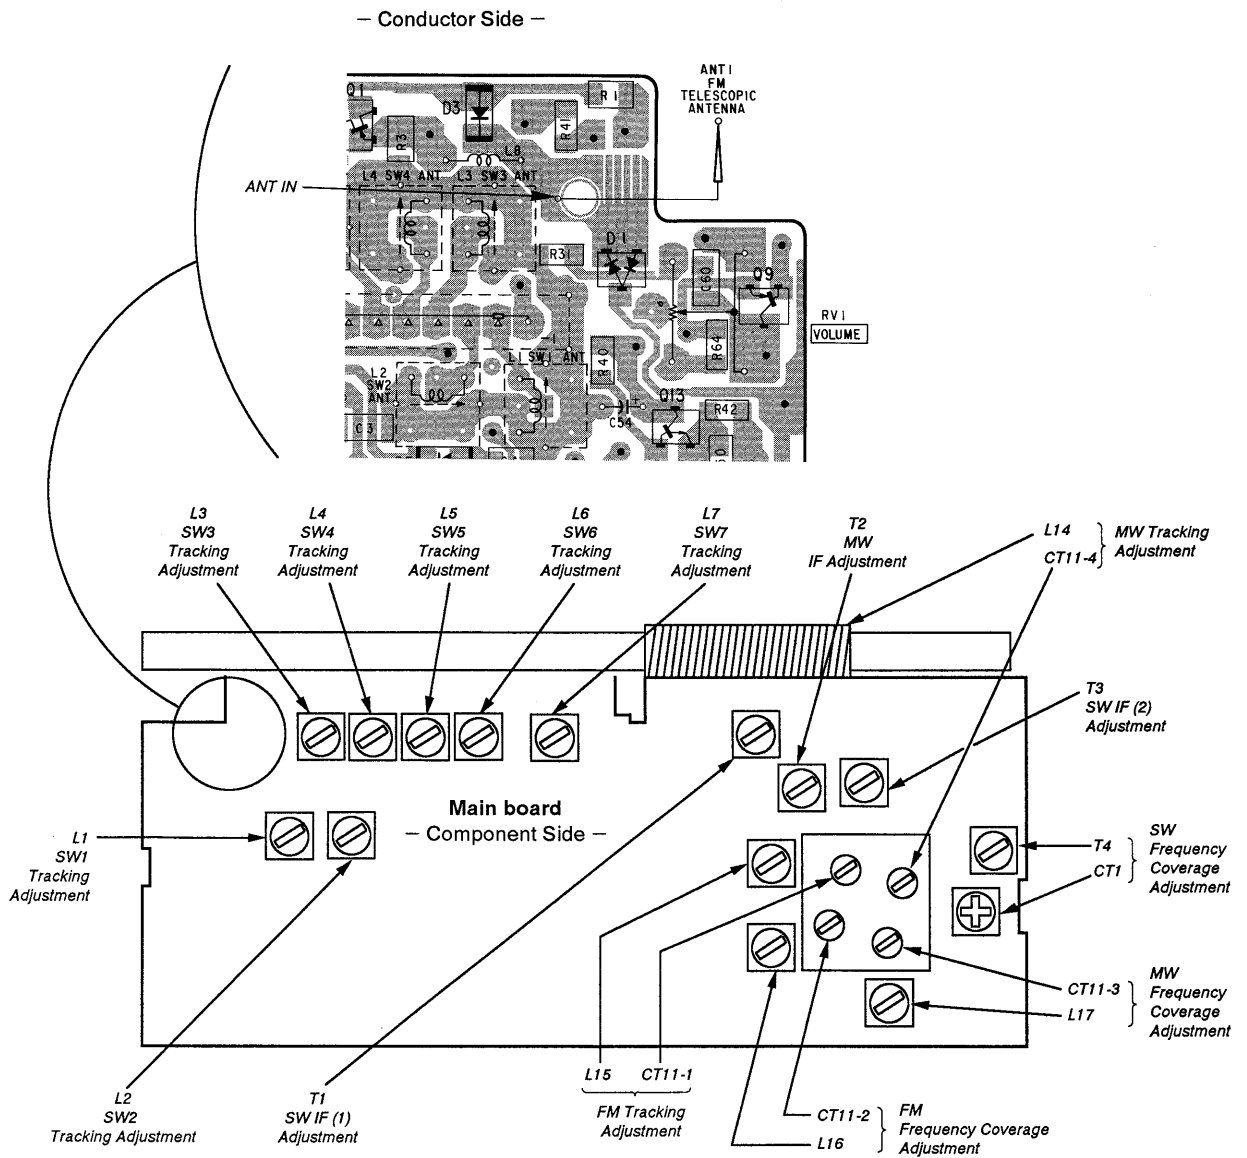 – Conductor Side –
ANT1
FM
TELESCOPIC
ANTENNA
Q1
D3
R1
R41
R3
L8
L4 SW4 ANT
L3 SW3 ANT
ANT IN
D1
R31
C60
Q9
RV1
VOLUME
R64
R40
L1 SW1 ANT
L2
SW2
ANT
C3
C54
+
Q13
R42
L3
SW3
Tracking
Adjustment
L4
SW4
Tracking
Adjustment
L5
SW5
Tracking
Adjustment
L6
SW6
Tracking
Adjustment
L7
SW7
Tracking
Adjustment
T2
MW
IF Adjustment
L14
CT11-4
MW Tracking
Adjustment
T3
SW IF (2)
Adjustment
Main board
– Component Side –
L1
SW1
Tracking
Adjustment
T4
CT1
SW
Frequency
Coverage
Adjustment
CT11-3
L17
MW
Frequency
Coverage
Adjustment
L2
SW2
Tracking Adjustment
T1
SW IF (1)
Adjustment
L15
CT11-1
FM Tracking
Adjustment
CT11-2
L16
FM
Frequency Coverage
Adjustment